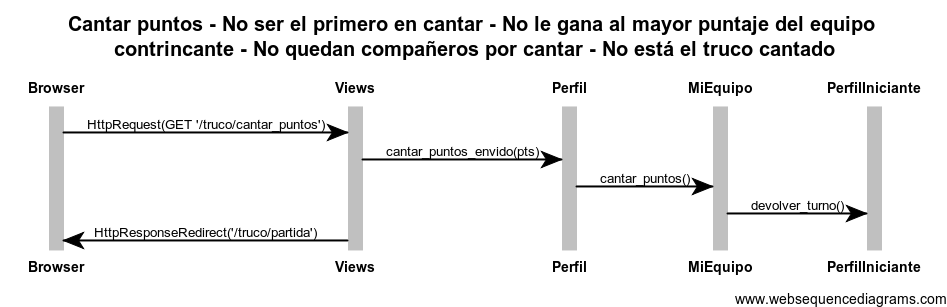 Cantar puntos - No ser el primero en cantar - No le gana al mayor puntaje del equipo
contrincante - No quedan compañeros por cantar - No está el truco cantado
Browser Views Perfil MiEquipo PerfilIniciante
HttpRequest(GET '/truco/cantar_puntos')
cantar_puntos_envido(pts)
cantar_puntos()
devolver_turno()
HttpResponseRedirect('/truco/partida')
Browser Views Perfil MiEquipo PerfilIniciante
www.websequencediagrams.com